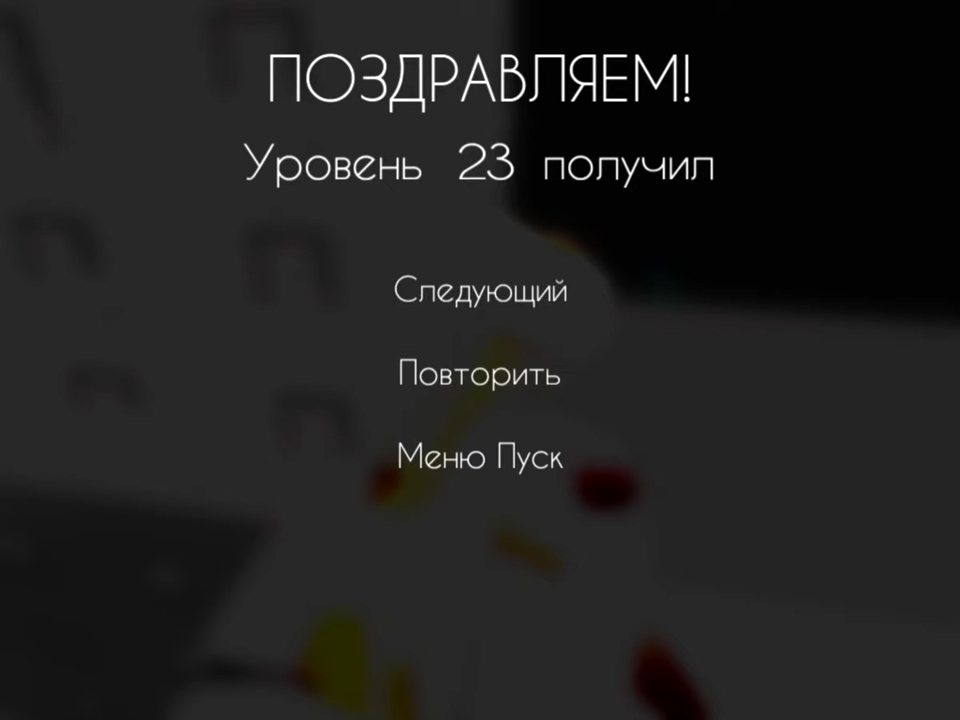 ПОЗДРАВЛЯЕМ!
Уровень 23 получил
Следующий
Повторить
Меню Пуск